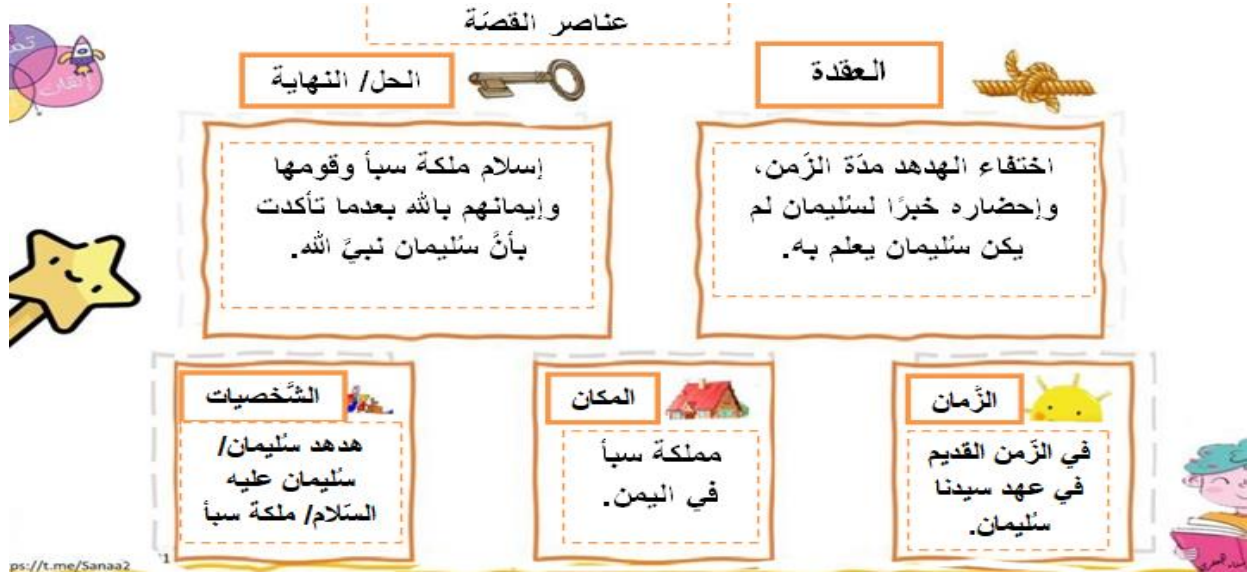 عناصر القصّة
العقدة
الحل/ النهاية
اختفاء الهدهد مدّة الزّمن،
وإحضاره خبرًا لسُليمان لم
يكن سُليمان يعلم به.
إسلام ملكة سبأ وقومها
وإيمانهم بالله بعدما تأكدت
بأنَّ سُليمان نبيَّ الله.
الزَّمان
في الزّمن القديم
في عهد سيدنا
سُليمان.
المكان
مملكة سبأ
في اليمن.
الشَّخصيات
هدهد سُليمان/
سُليمان عليه
السّلام/ ملكة سبأ
إتقان
ps://t.me/Sanaa2